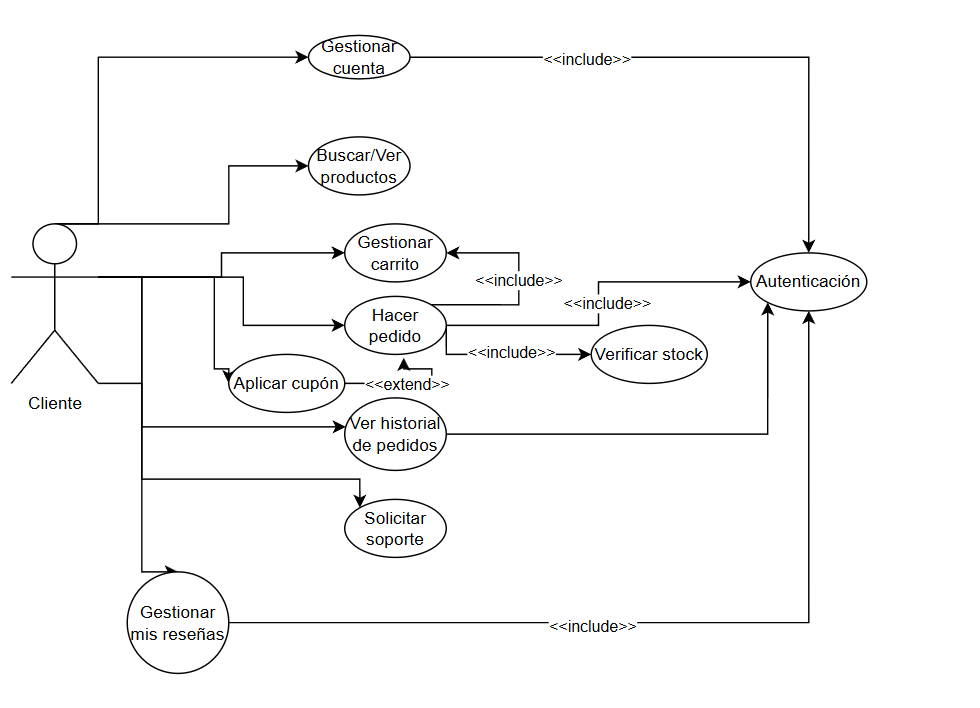 Gestionar
cuenta
<<include>>
Buscar/Ver
productos
Gestionar
carrito
<<include>>
Autenticación
<<include>>
Hacer
pedido
<<include>>
Verificar stock
Aplicar cupón
<<extend>>
Cliente
Ver historial
de pedidos
Solicitar
soporte
Gestionar
mis reseñas
<<include>>